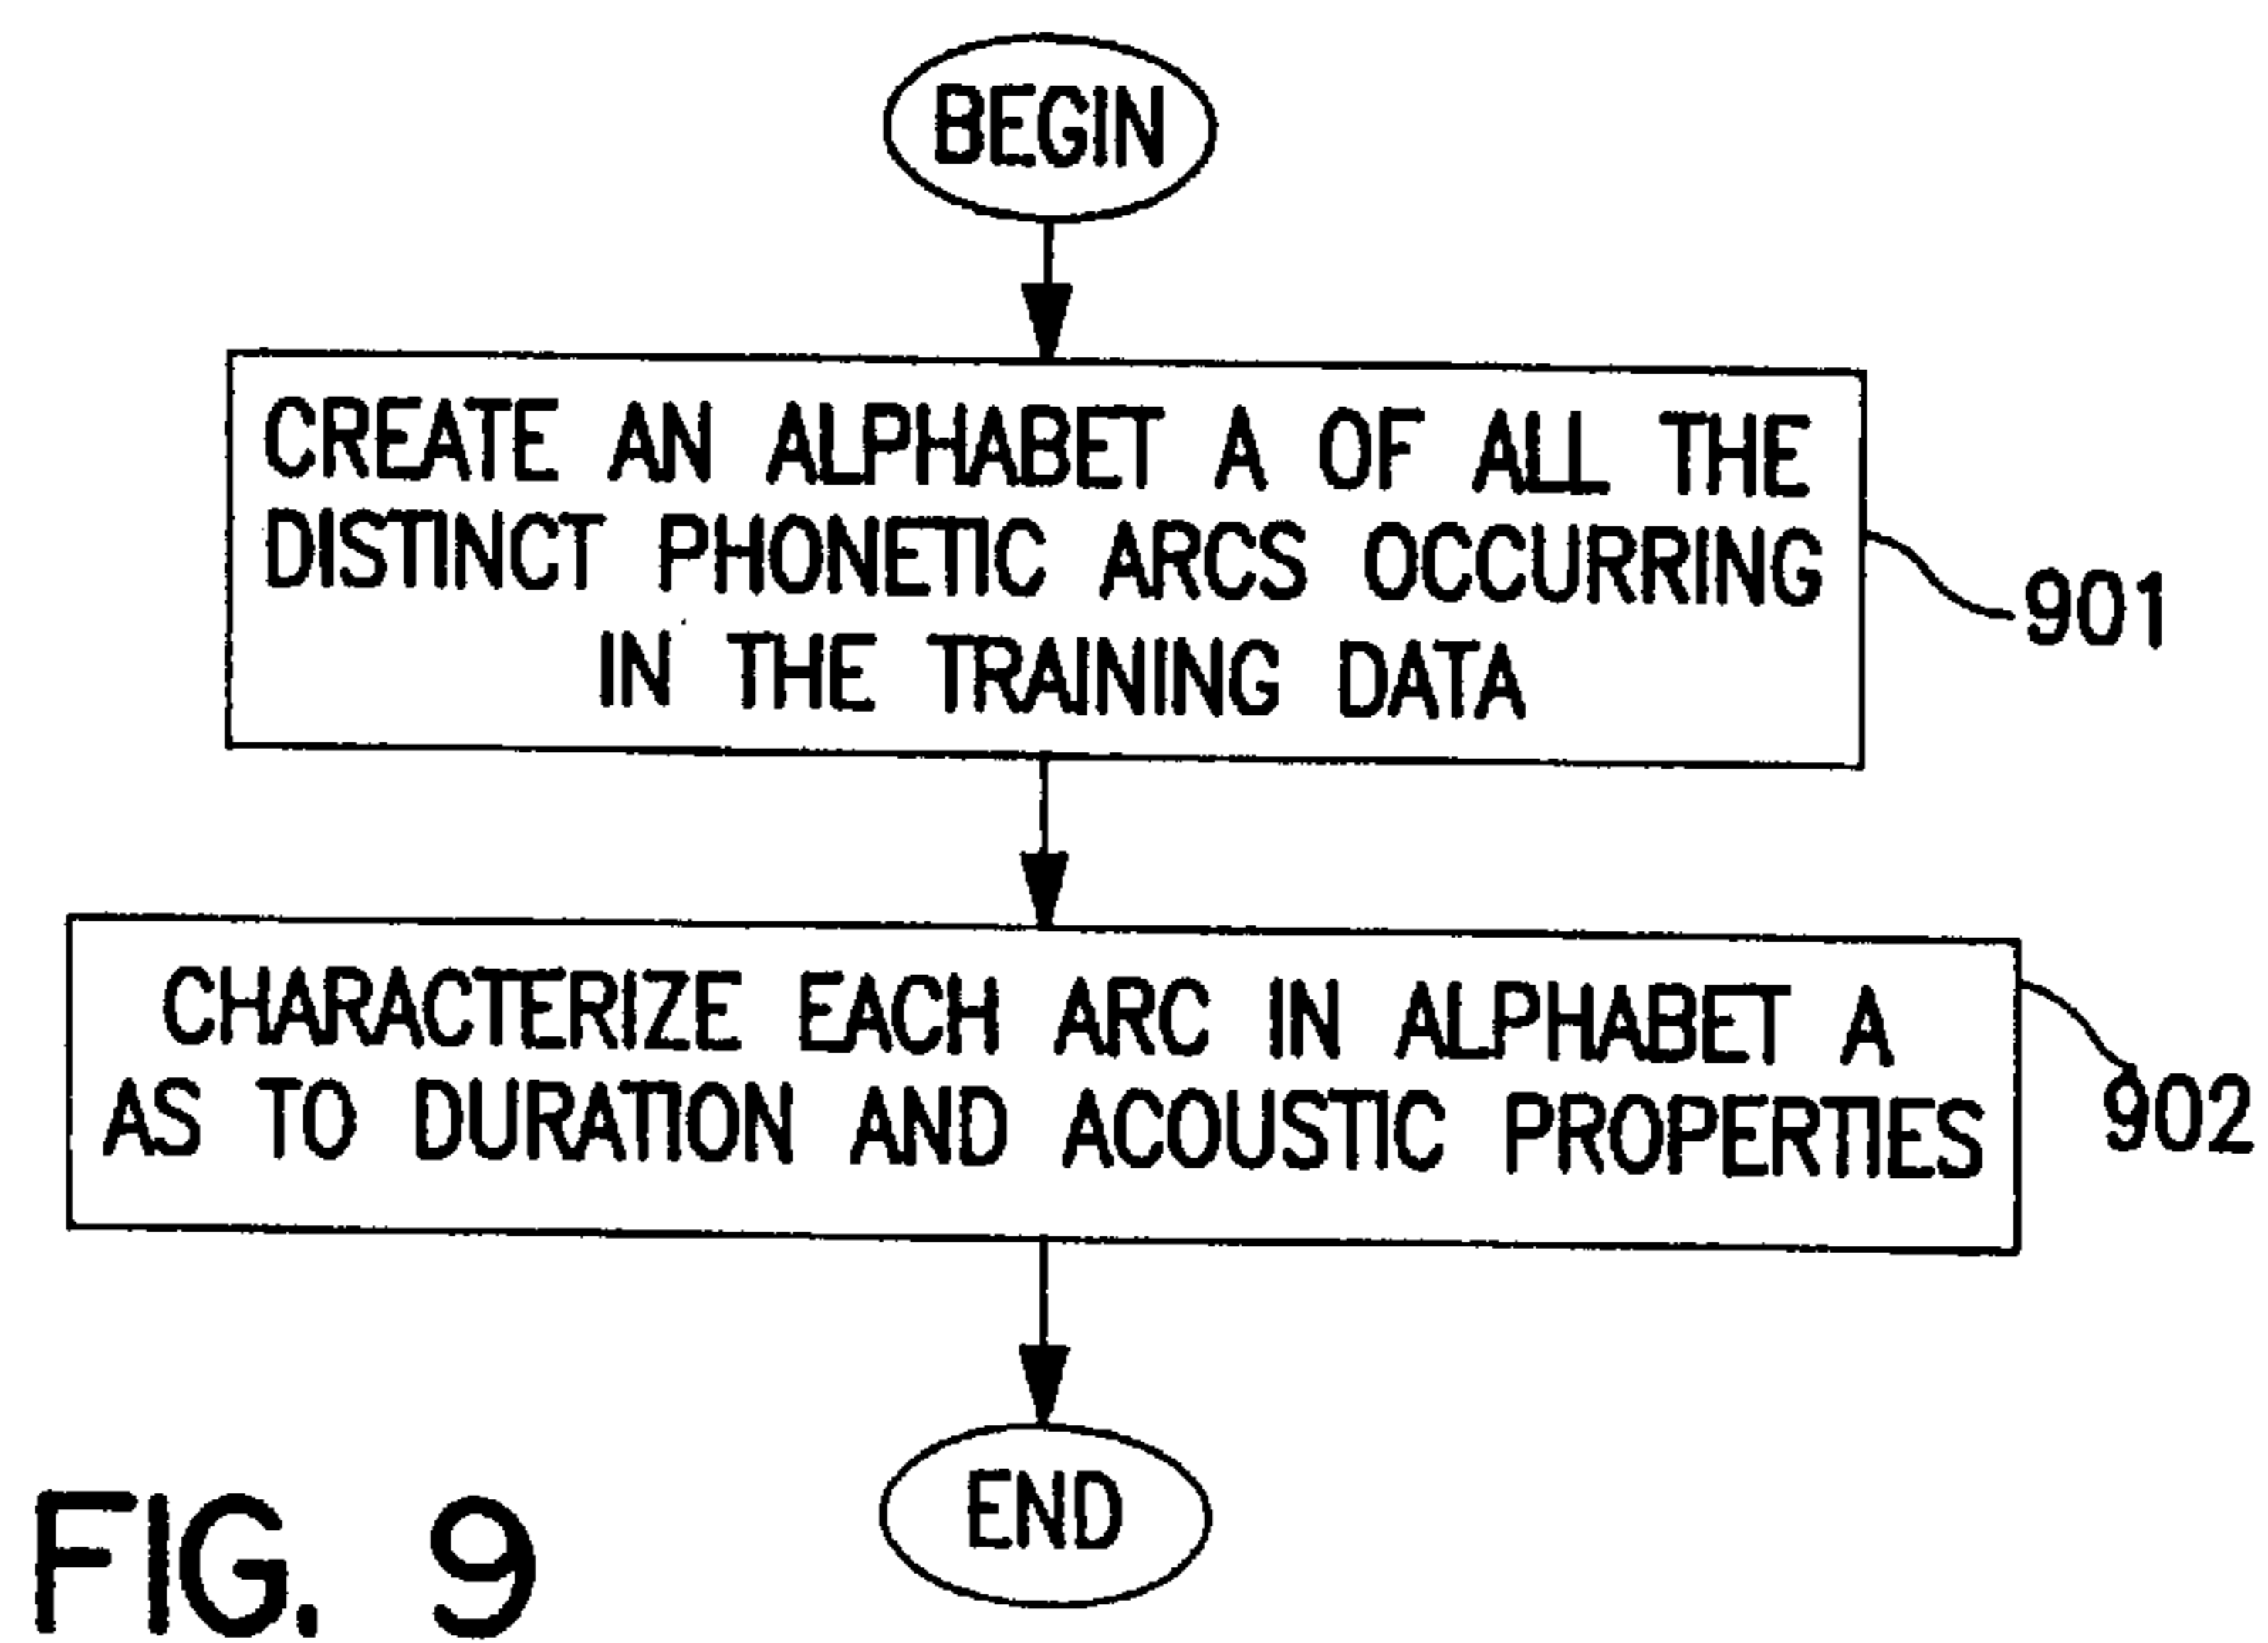 BEGIN
CREATE AN ALPHABET A OF ALL THE
DISTINCT PHONETIC ARCS OCCURRING
IN THE TRAINING DATA
901
CHARACTERIZE EACH ARC IN ALPHABET A
AS TO DURATION AND ACOUSTIC PROPERTIES
902
END
FIG. 9